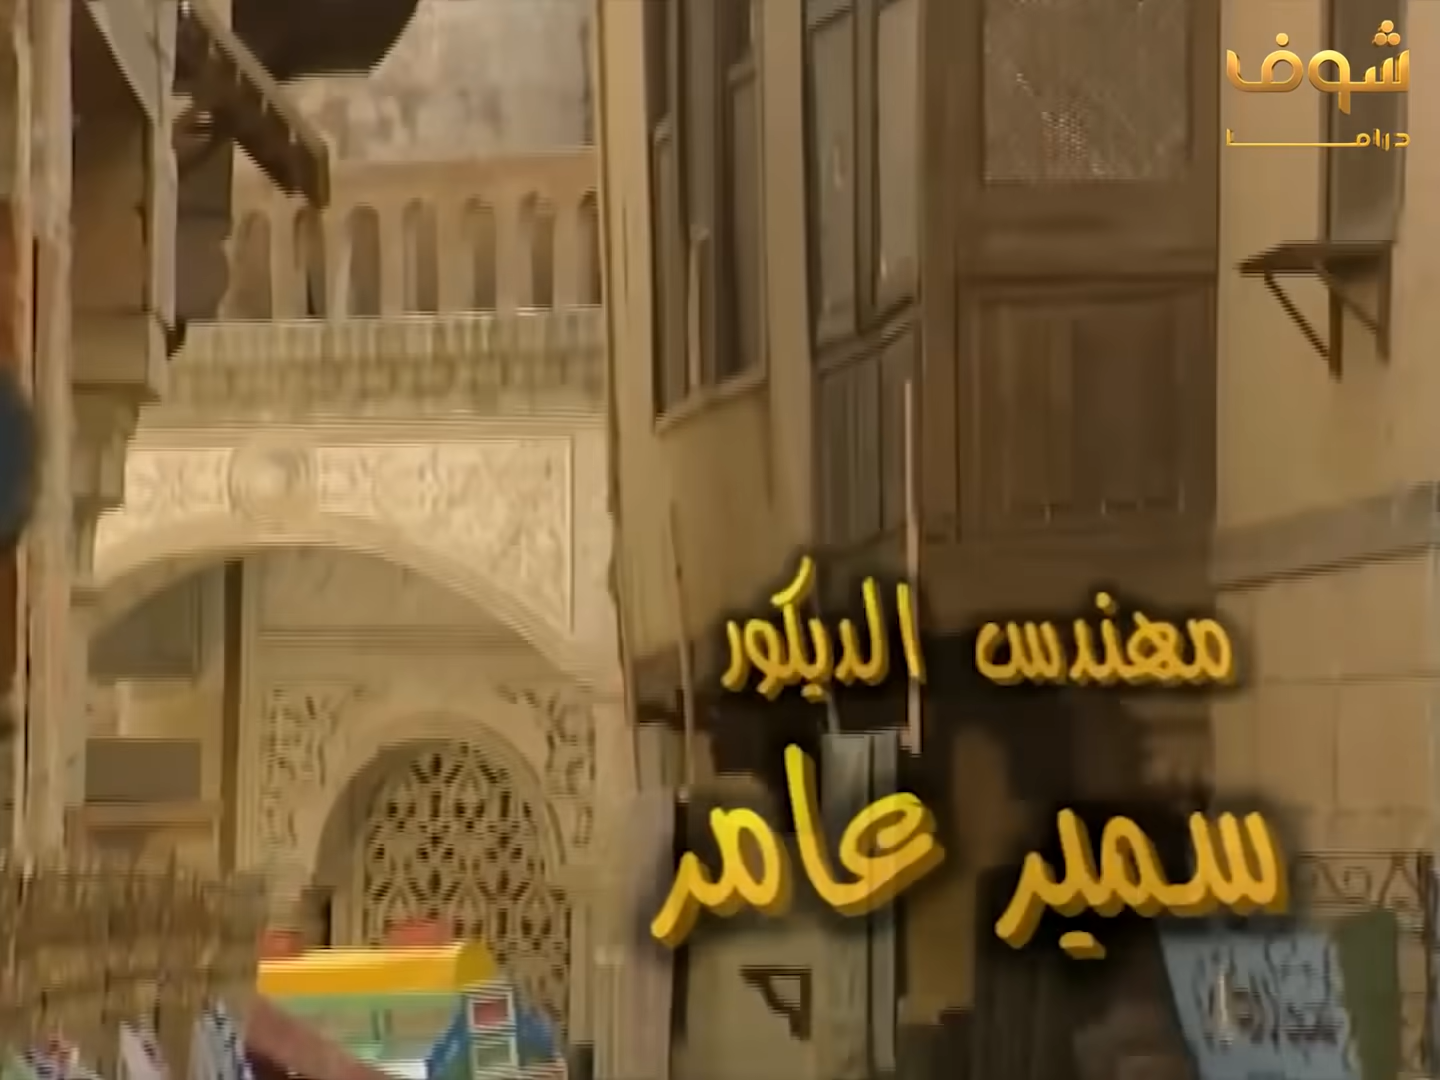 شوف
دراما
مهندس الديكور
سمير عامر